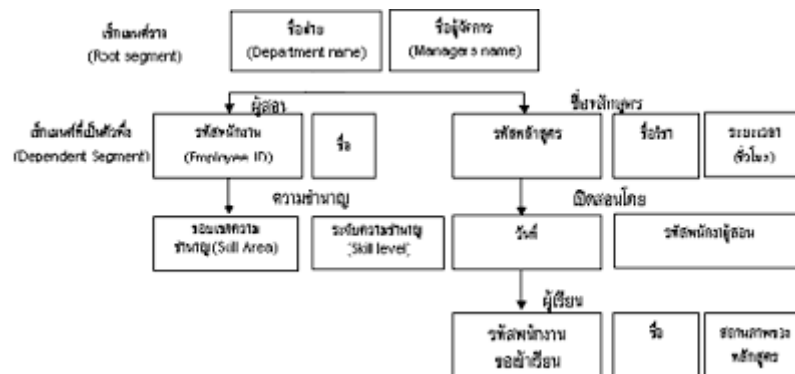 เซ็กเมนต์ราก
(Root segment)
ชื่อฝ่าย
(Department name)
ชื่อผู้จัดการ
(Managers name)
ผู้สอน
ชื่อหลักสูตร
เซ็กเมนต์ที่เป็นตัวพึ่ง
(Dependent Segment)
รหัสพนักงาน
(Employee ID)
ชื่อ
รหัสหลักสูตร
ชื่อวิชา
ระยะเวลา
(ชั่วโมง)
ความชำนาญ
เปิดสอนโดย
ขอบเขตความ
ชำนาญ(Skill Area)
ระดับความชำนาญ
(Skill level)
วันที่
รหัสพนักงานผู้สอน
ผู้เรียน
รหัสพนักงาน
ของผู้เรียน
ชื่อ
สถานภาพของ
หลักสูตร